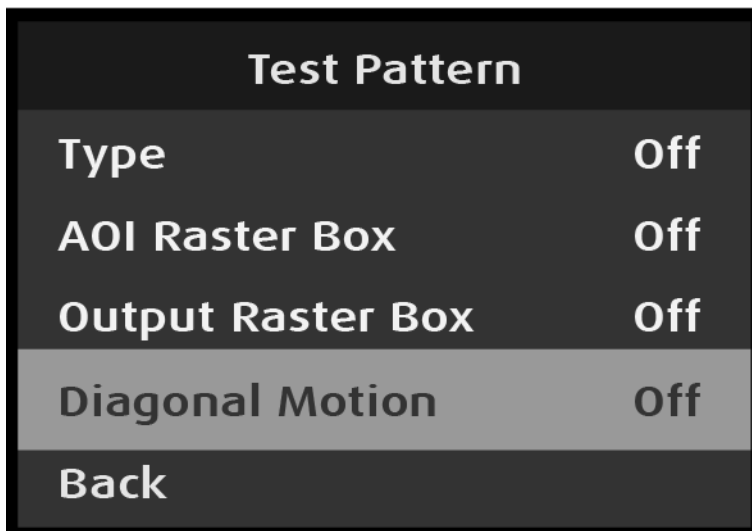 Test Pattern
Type Off
AOI Raster Box Off
Output Raster Box Off
Diagonal Motion Off
Back